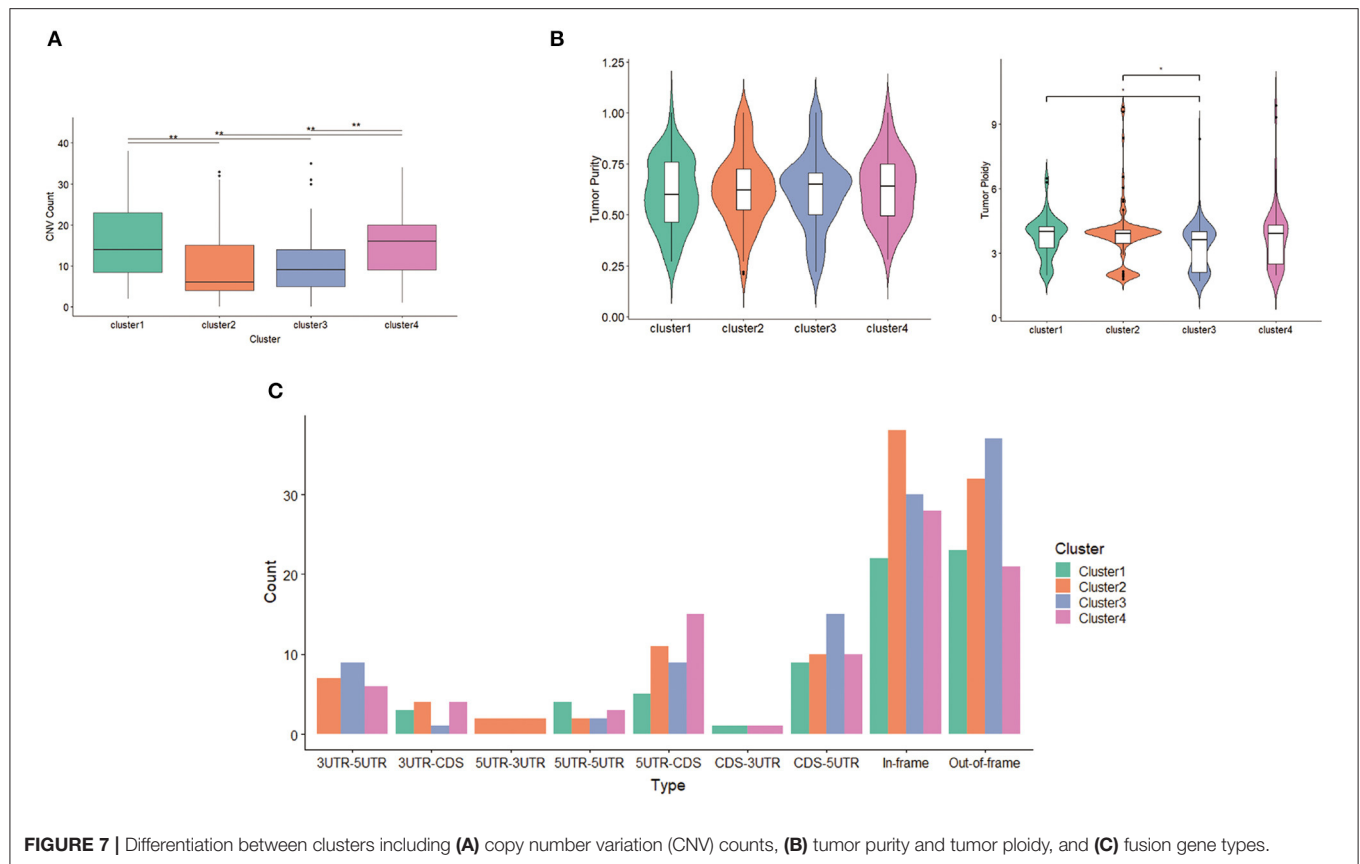 A
CNV Count
40
30
20
10
0
**
**
**
**
cluster1
cluster2
cluster3
cluster4
Cluster
B
Tumor Purity
1.25
1.00
0.75
0.50
0.25
0.00
cluster1
cluster2
cluster3
cluster4
Tumor Ploidy
9
6
3
0
*
*
cluster1
cluster2
cluster3
cluster4
C
Count
30
20
10
0
3UTR-5UTR
3UTR-CDS
5UTR-3UTR
5UTR-5UTR
5UTR-CDS
CDS-3UTR
CDS-5UTR
In-frame
Out-of-frame
Type
Cluster
Cluster1
Cluster2
Cluster3
Cluster4
FIGURE 7 | Differentiation between clusters including (A) copy number variation (CNV) counts, (B) tumor purity and tumor ploidy, and (C) fusion gene types.